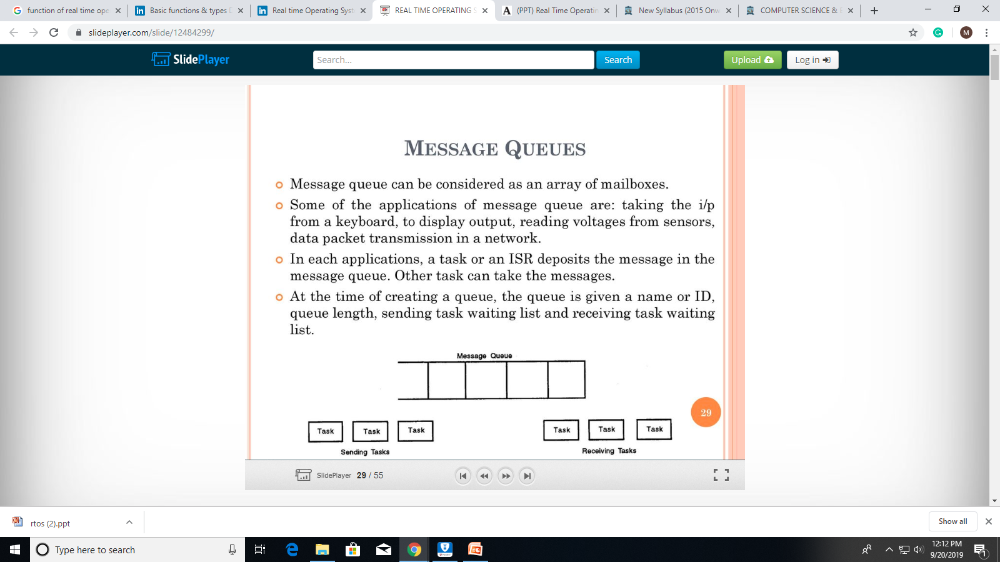 function of real time ope
Basic functions & types D
Real time Operating Syst
REAL TIME OPERATING S
(PPT) Real Time Operatin
New Syllabus (2015 Onw
COMPUTER SCIENCE & E
slideplayer.com/slide/12484299/
M
SlidePlayer
Search...
Search
Upload
Log in
MESSAGE QUEUES
Message queue can be considered as an array of mailboxes.
Some of the applications of message queue are: taking the i/p
from a keyboard, to display output, reading voltages from sensors,
data packet transmission in a network.
In each applications, a task or an ISR deposits the message in the
message queue. Other task can take the messages.
At the time of creating a queue, the queue is given a name or ID,
queue length, sending task waiting list and receiving task waiting
list.
Message Queue
29
Task Task Task Task Task Task
Sending Tasks Receiving Tasks
SlidePlayer 29 / 55
rtos (2).ppt
Show all
Type here to search
12:12 PM
9/20/2019
1